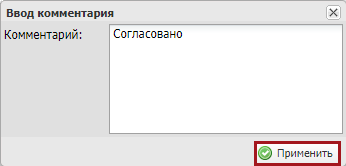 Ввод комментария
Комментарий:
Согласовано
Применить